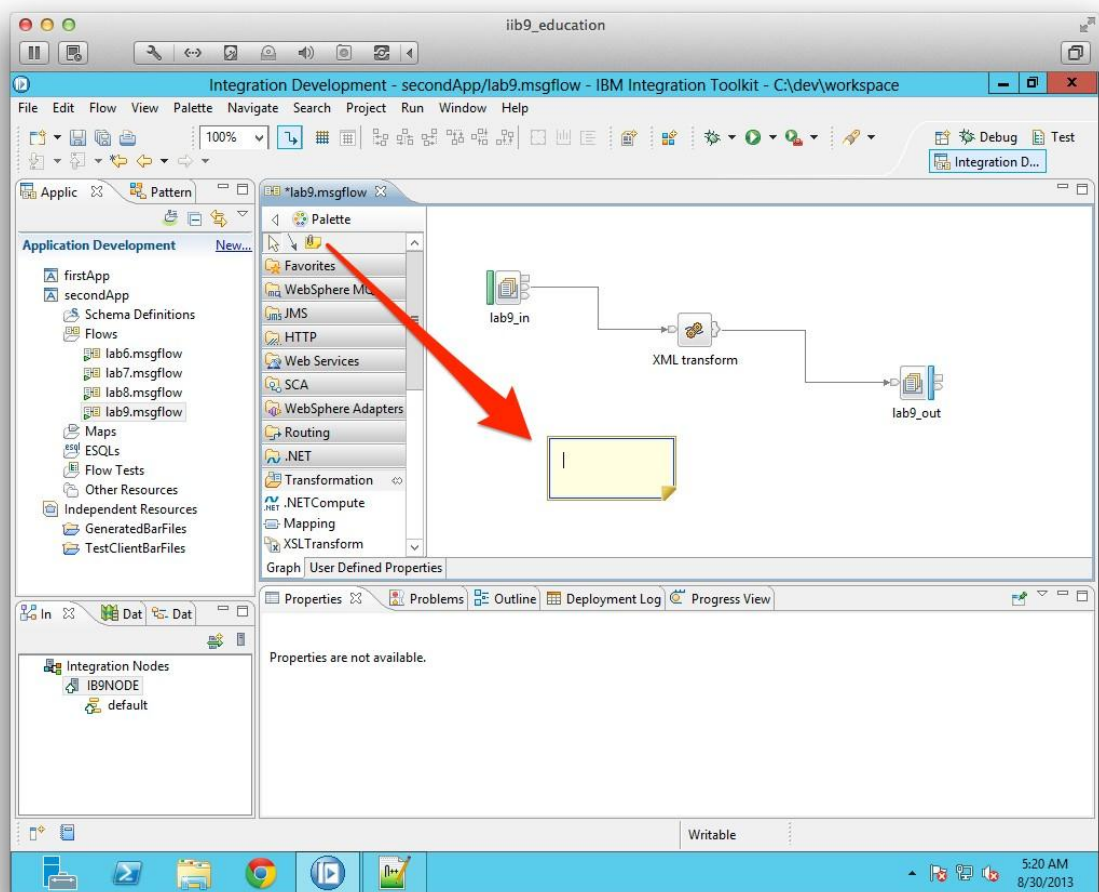 iib9_education
Integration Development - secondApp/lab9.msgflow - IBM Integration Toolkit - C:\dev\workspace
File Edit Flow View Palette Navigate Search Project Run Window Help
100%
Debug Test
Integration D...
Applic Pattern
*lab9.msgflow
Application Development New...
firstApp
secondApp
Schema Definitions
Flows
lab6.msgflow
lab7.msgflow
lab8.msgflow
lab9.msgflow
Maps
esql ESQLs
Flow Tests
Other Resources
Independent Resources
GeneratedBarFiles
TestClientBarFiles
Palette
Favorites
WebSphere MQ
Jms JMS
HTTP
Web Services
SCA
WebSphere Adapters
Routing
.NET
Transformation
.NET .NETCompute
Mapping
XSLTransform
lab9_in
XML transform
lab9_out
Graph User Defined Properties
In Dat Dat
Integration Nodes
IB9NODE
default
Properties Problems Outline Deployment Log Progress View
Properties are not available.
Writable
5:20 AM
8/30/2013